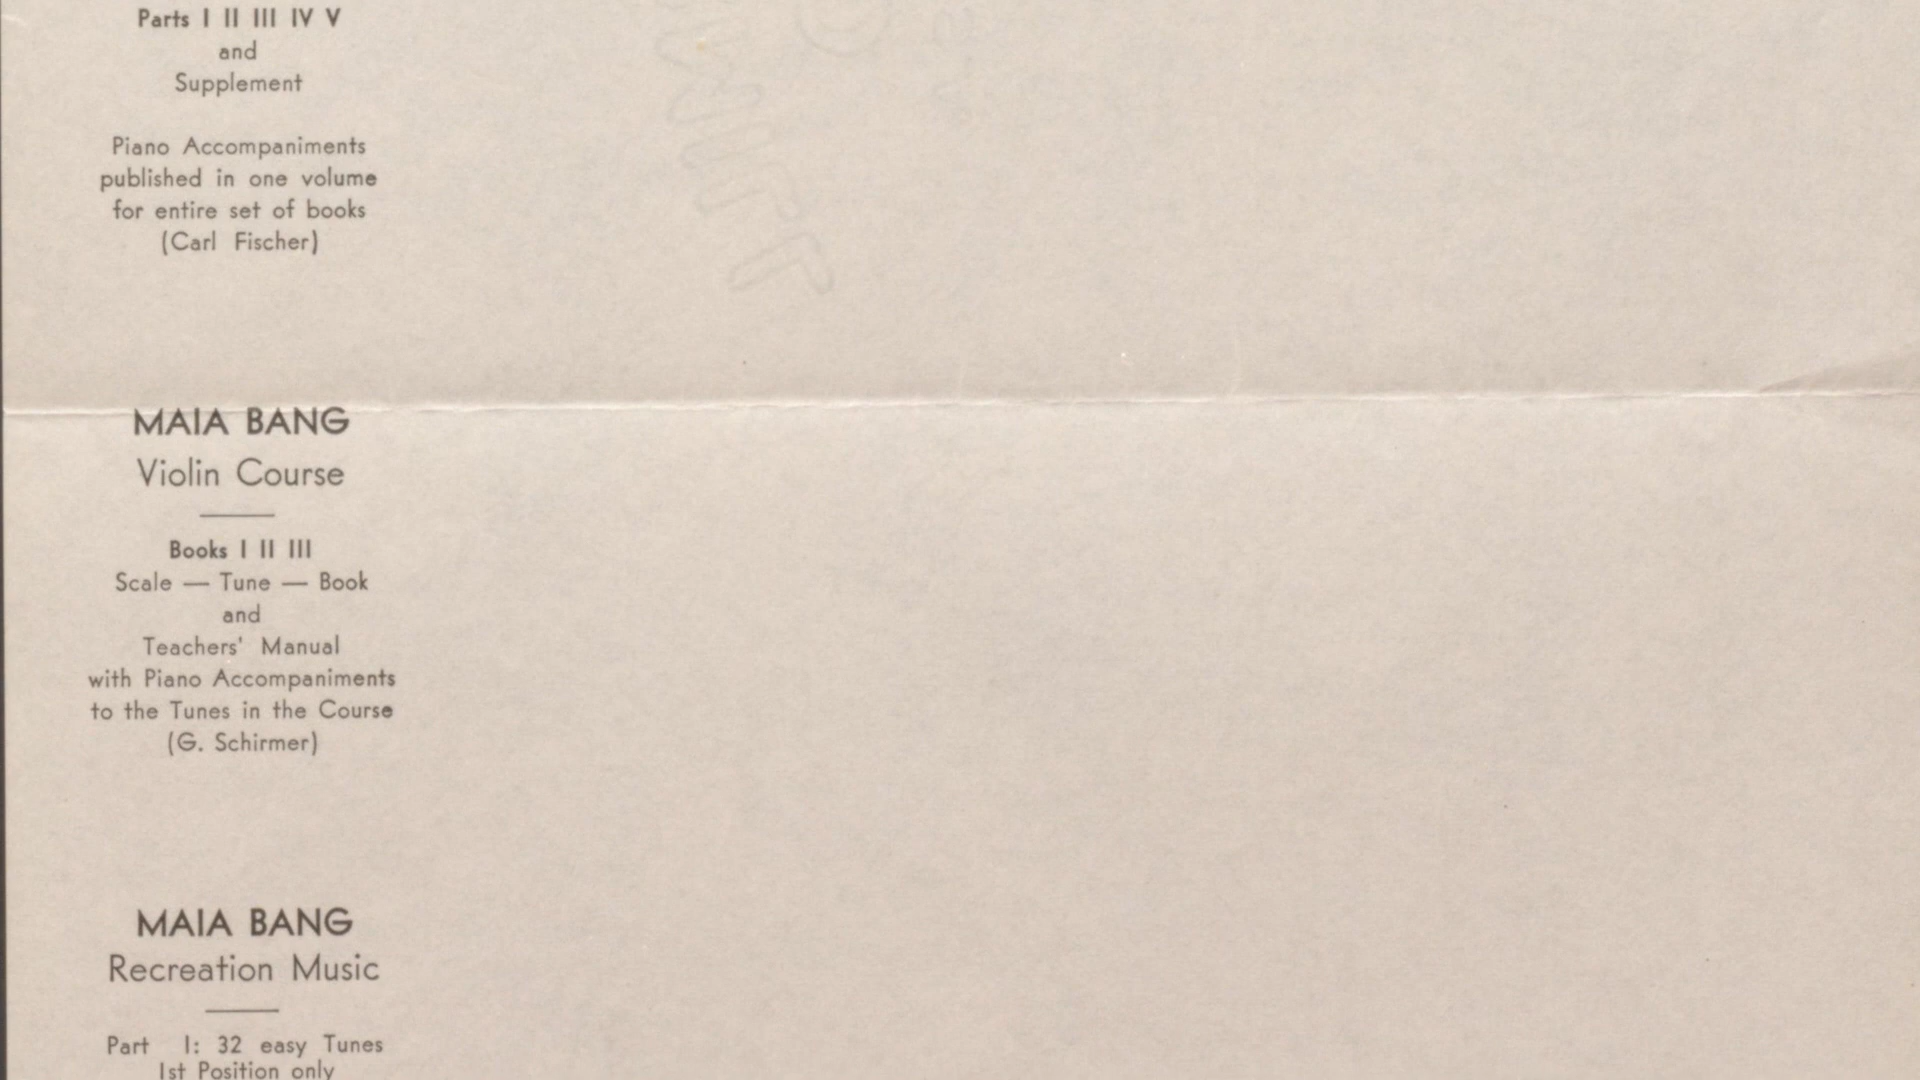 Parts I II III IV V
and
Supplement
Piano Accompaniments
published in one volume
for entire set of books
(Carl Fischer)
MAIA BANG
Violin Course
Books I II III
Scale — Tune — Book
and
Teachers' Manual
with Piano Accompaniments
to the Tunes in the Course
(G. Schirmer)
MAIA BANG
Recreation Music
Part I: 32 easy Tunes
1st Position only